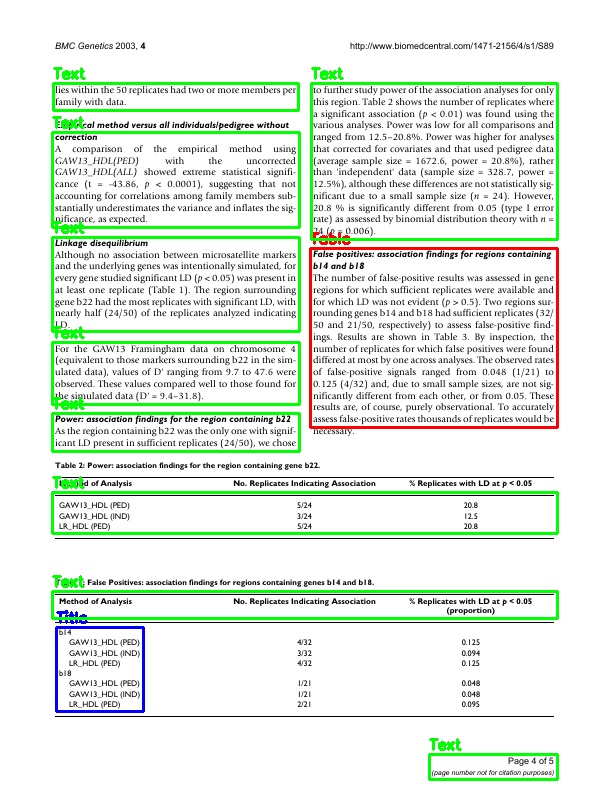 BMC Genetics 2003, 4
http://www.biomedcentral.com/1471-2156/4/s1/S89
Text
lies within the 50 replicates had two or more members per
family with data.
Text
Empirical method versus all individuals/pedigree without
correction
A comparison of the empirical method using
GAW13_HDL(PED) with the uncorrected
GAW13_HDL(ALL) showed extreme statistical signifi-
cance (t = -43.86, p < 0.0001), suggesting that not
accounting for correlations among family members sub-
stantially underestimates the variance and inflates the sig-
nificance, as expected.
Text
Linkage disequilibrium
Although no association between microsatellite markers
and the underlying genes was intentionally simulated, for
every gene studied significant LD (p < 0.05) was present in
at least one replicate (Table 1). The region surrounding
gene b22 had the most replicates with significant LD, with
nearly half (24/50) of the replicates analyzed indicating
LD.
Text
For the GAW13 Framingham data on chromosome 4
(equivalent to those markers surrounding b22 in the sim-
ulated data), values of D' ranging from 9.7 to 47.6 were
observed. These values compared well to those found for
the simulated data (D' = 9.4–31.8).
Text
Power: association findings for the region containing b22
As the region containing b22 was the only one with signif-
icant LD present in sufficient replicates (24/50), we chose
Text
to further study power of the association analyses for only
this region. Table 2 shows the number of replicates where
a significant association (p < 0.01) was found using the
various analyses. Power was low for all comparisons and
ranged from 12.5–20.8%. Power was higher for analyses
that corrected for covariates and that used pedigree data
(average sample size = 1672.6, power = 20.8%), rather
than 'independent' data (sample size = 328.7, power =
12.5%), although these differences are not statistically sig-
nificant due to a small sample size (n = 24). However,
20.8 % is significantly different from 0.05 (type I error
rate) as assessed by binomial distribution theory with n =
24 (p = 0.006).
Table
False positives: association findings for regions containing
b14 and b18
The number of false-positive results was assessed in gene
regions for which sufficient replicates were available and
for which LD was not evident (p > 0.5). Two regions sur-
rounding genes b14 and b18 had sufficient replicates (32/
50 and 21/50, respectively) to assess false-positive find-
ings. Results are shown in Table 3. By inspection, the
number of replicates for which false positives were found
differed at most by one across analyses. The observed rates
of false-positive signals ranged from 0.048 (1/21) to
0.125 (4/32) and, due to small sample sizes, are not sig-
nificantly different from each other, or from 0.05. These
results are, of course, purely observational. To accurately
assess false-positive rates thousands of replicates would be
necessary.
Table 2: Power: association findings for the region containing gene b22.
Text
Method of Analysis No. Replicates Indicating Association % Replicates with LD at p < 0.05
GAW13_HDL (PED) 5/24 20.8
GAW13_HDL (IND) 3/24 12.5
LR_HDL (PED) 5/24 20.8
Text
False Positives: association findings for regions containing genes b14 and b18.
Method of Analysis No. Replicates Indicating Association % Replicates with LD at p < 0.05
(proportion)
Title
b14
GAW13_HDL (PED) 4/32 0.125
GAW13_HDL (IND) 3/32 0.094
LR_HDL (PED) 4/32 0.125
b18
GAW13_HDL (PED) 1/21 0.048
GAW13_HDL (IND) 1/21 0.048
LR_HDL (PED) 2/21 0.095
Text
Page 4 of 5
(page number not for citation purposes)